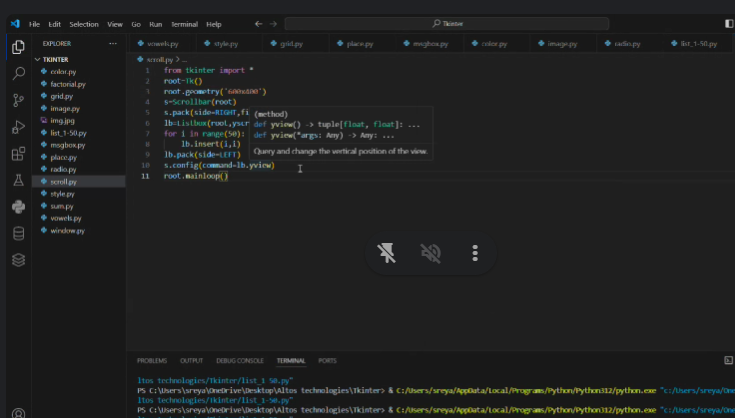 File Edit Selection View Go Run Terminal Help
Tkinter
EXPLORER
vowels.py style.py grid.py place.py msgbox.py color.py image.py radio.py list_1-50.py
TKINTER
color.py
factorial.py
grid.py
image.py
img.jpg
list_1-50.py
msgbox.py
place.py
radio.py
scroll.py
style.py
sum.py
vowels.py
window.py
scroll.py > ...
1 from tkinter import *
2 root=Tk()
3 root.geometry('600x400')
4 s=Scrollbar(root)
5 s.pack(side=RIGHT,fi
6 lb=Listbox(root,yscr
7 for i in range(50):
8 lb.insert(i,i)
9 lb.pack(side=LEFT)
10 s.config(command=lb.yview)
11 root.mainloop()
(method)
def yview() -> tuple[float, float]: ...
def yview(*args: Any) -> Any: ...
Query and change the vertical position of the view.
PROBLEMS OUTPUT DEBUG CONSOLE TERMINAL PORTS
ltos technologies/Tkinter/list_1-50.py"
PS C:\Users\sreya\OneDrive\Desktop\Altos technologies\Tkinter> & C:/Users/sreya/AppData/Local/Programs/Python/Python312/python.exe "c:/Users/sreya/One
ltos technologies/Tkinter/list_1-50.py"
PS C:\Users\sreya\OneDrive\Desktop\Altos technologies\Tkinter> & C:/Users/sreya/AppData/Local/Programs/Python/Python312/python.exe "c:/Users/sreya/One